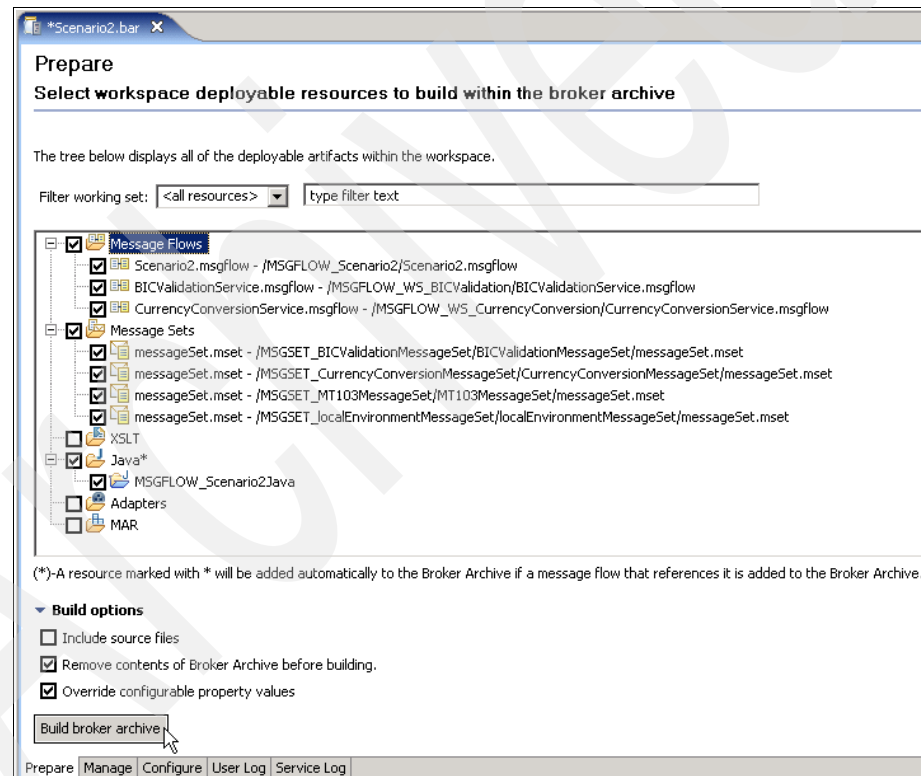 *Scenario2.bar
Prepare
Select workspace deployable resources to build within the broker archive
The tree below displays all of the deployable artifacts within the workspace.
Filter working set: <all resources> type filter text
Message Flows
Scenario2.msgflow - /MSGFLOW_Scenario2/Scenario2.msgflow
BICValidationService.msgflow - /MSGFLOW_WS_BICValidation/BICValidationService.msgflow
CurrencyConversionService.msgflow - /MSGFLOW_WS_CurrencyConversion/CurrencyConversionService.msgflow
Message Sets
messageSet.mset - /MSGSET_BICValidationMessageSet/BICValidationMessageSet/messageSet.mset
messageSet.mset - /MSGSET_CurrencyConversionMessageSet/CurrencyConversionMessageSet/messageSet.mset
messageSet.mset - /MSGSET_MT103MessageSet/MT103MessageSet/messageSet.mset
messageSet.mset - /MSGSET_localEnvironmentMessageSet/localEnvironmentMessageSet/messageSet.mset
XSLT
Java*
MSGFLOW_Scenario2Java
Adapters
MAR
(*)-A resource marked with * will be added automatically to the Broker Archive if a message flow that references it is added to the Broker Archive.
Build options
Include source files
Remove contents of Broker Archive before building.
Override configurable property values
Build broker archive
Prepare Manage Configure User Log Service Log